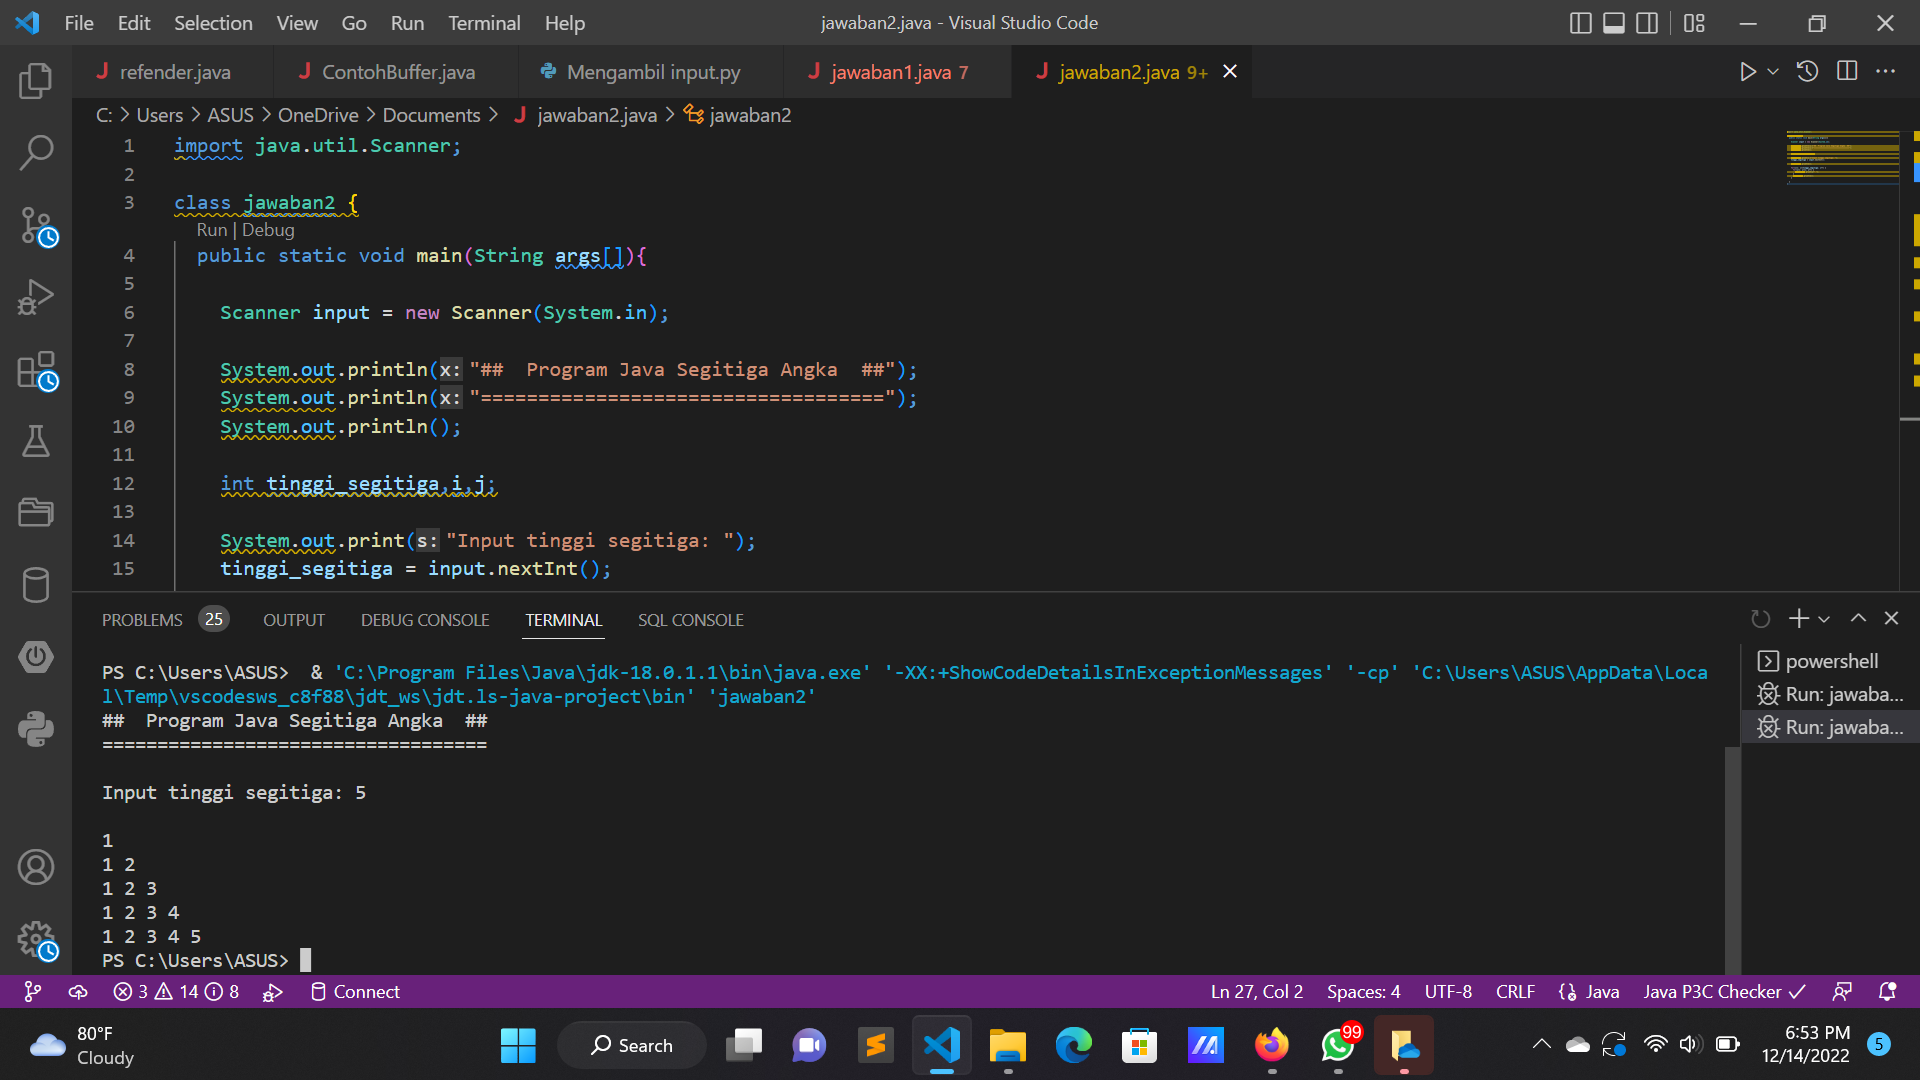 File Edit Selection View Go Run Terminal Help jawaban2.java - Visual Studio Code
J refender.java J ContohBuffer.java Mengambil input.py J jawaban1.java 7 J jawaban2.java 9+
C: > Users > ASUS > OneDrive > Documents > J jawaban2.java > jawaban2
1 import java.util.Scanner;
2
3 class jawaban2 {
Run | Debug
4 public static void main(String args[]){
5
6 Scanner input = new Scanner(System.in);
7
8 System.out.println(x: "##  Program Java Segitiga Angka  ##");
9 System.out.println(x: "===================================");
10 System.out.println();
11
12 int tinggi_segitiga,i,j;
13
14 System.out.print(s: "Input tinggi segitiga: ");
15 tinggi_segitiga = input.nextInt();
PROBLEMS 25 OUTPUT DEBUG CONSOLE TERMINAL SQL CONSOLE
PS C:\Users\ASUS>  & 'C:\Program Files\Java\jdk-18.0.1.1\bin\java.exe' '-XX:+ShowCodeDetailsInExceptionMessages' '-cp' 'C:\Users\ASUS\AppData\Loca
l\Temp\vscodesws_c8f88\jdt_ws\jdt.ls-java-project\bin' 'jawaban2'
##  Program Java Segitiga Angka  ##
===================================
Input tinggi segitiga: 5
1
1 2
1 2 3
1 2 3 4
1 2 3 4 5
PS C:\Users\ASUS>
powershell
Run: jawaba...
Run: jawaba...
3 14 8 Connect Ln 27, Col 2 Spaces: 4 UTF-8 CRLF Java Java P3C Checker
80°F
Cloudy
Search
99
6:53 PM
12/14/2022
5